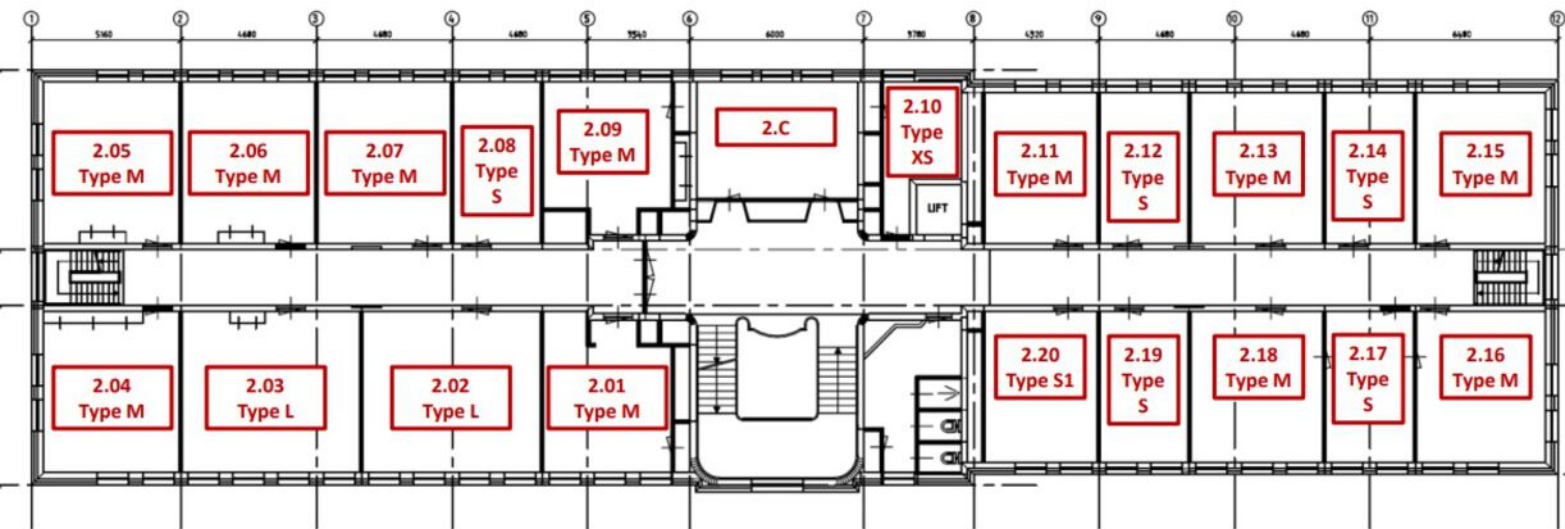 1 2 3 4 5 6 7 8 9 10 11 12
5160 4680 4680 4680 3540 6000 3780 4320 4680 4680 6480
2.05
Type M
2.06
Type M
2.07
Type M
2.08
Type
S
2.09
Type M
2.C
2.10
Type
XS
LIFT
2.11
Type M
2.12
Type
S
2.13
Type M
2.14
Type
S
2.15
Type M
2.04
Type M
2.03
Type L
2.02
Type L
2.01
Type M
2.20
Type S1
2.19
Type
S
2.18
Type M
2.17
Type
S
2.16
Type M